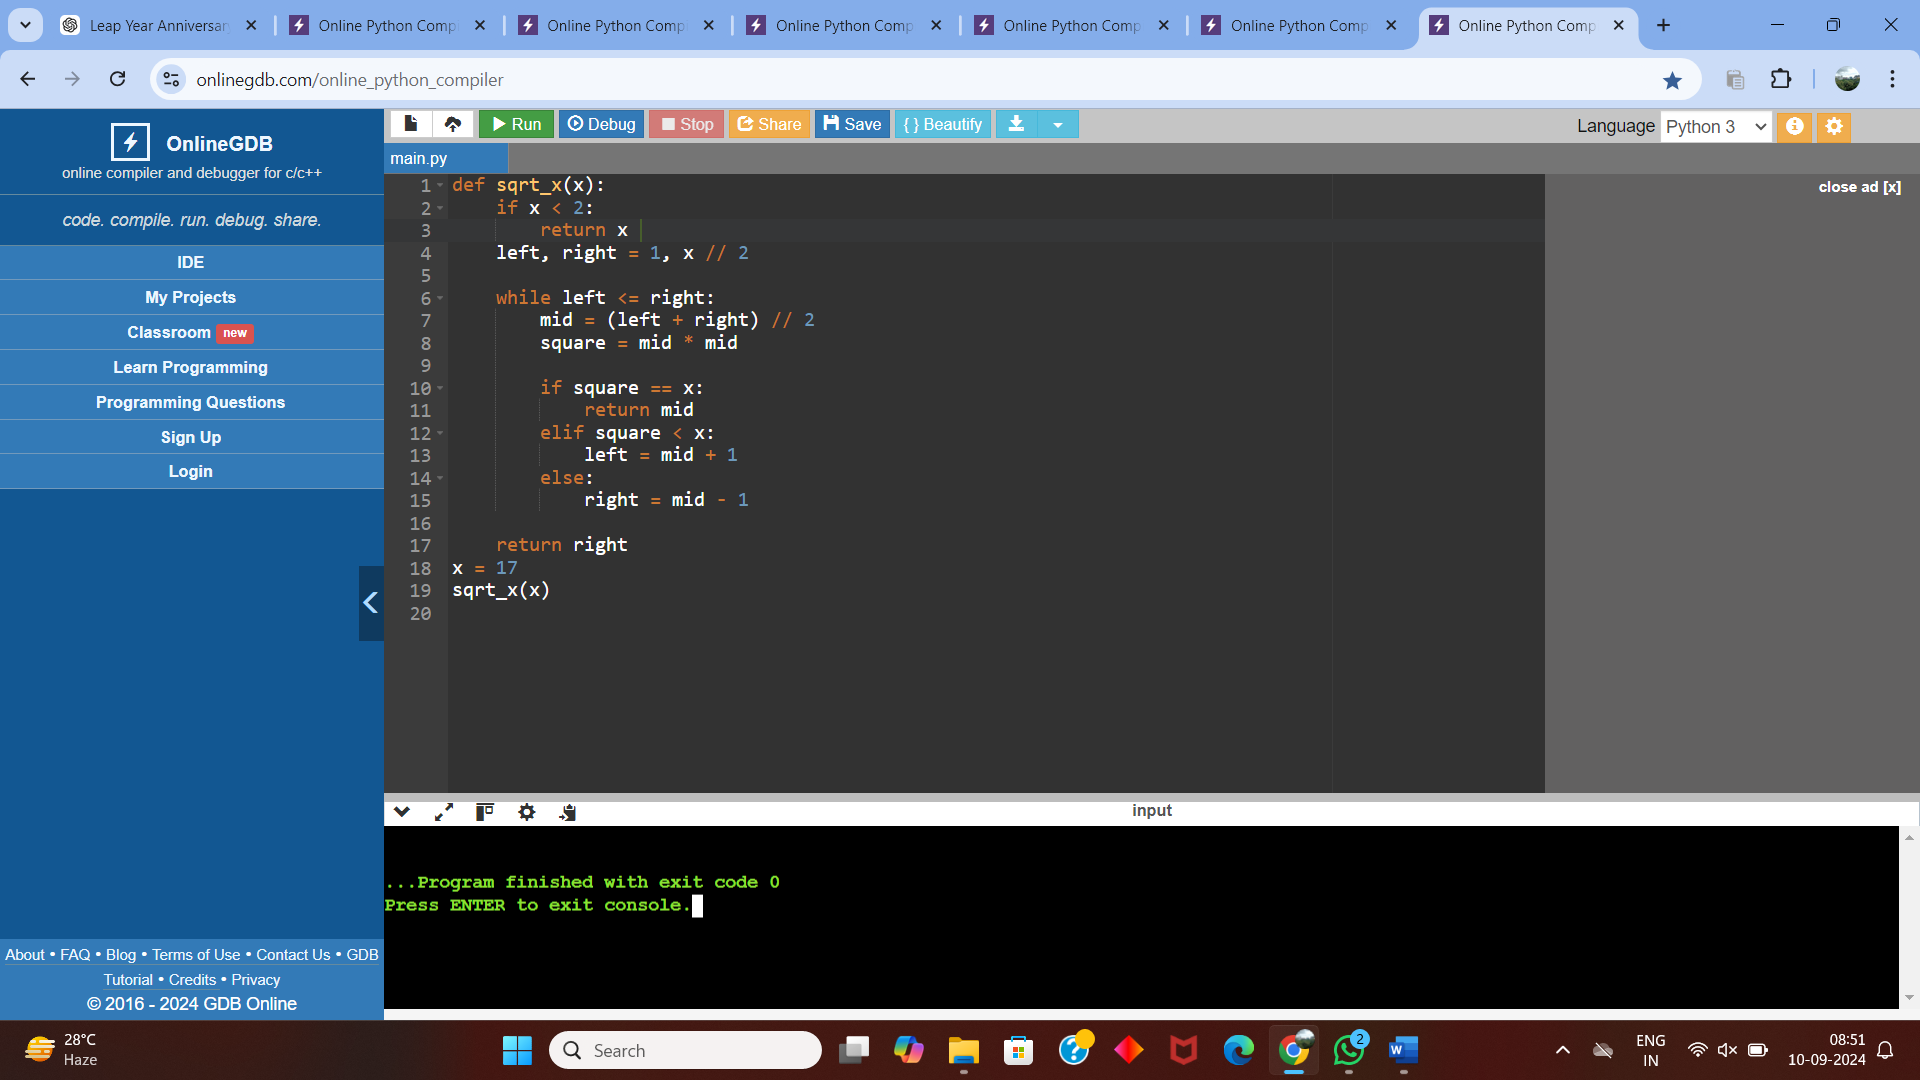 Leap Year Anniversar
Online Python Comp
Online Python Comp
Online Python Comp
Online Python Comp
Online Python Comp
Online Python Comp
onlinegdb.com/online_python_compiler
OnlineGDB
online compiler and debugger for c/c++
code. compile. run. debug. share.
IDE
My Projects
Classroom new
Learn Programming
Programming Questions
Sign Up
Login
About • FAQ • Blog • Terms of Use • Contact Us • GDB
Tutorial • Credits • Privacy
© 2016 - 2024 GDB Online
Run Debug Stop Share Save { } Beautify
Language Python 3
main.py
close ad [x]
1 def sqrt_x(x):
2     if x < 2:
3         return x
4     left, right = 1, x // 2
5
6     while left <= right:
7         mid = (left + right) // 2
8         square = mid * mid
9
10         if square == x:
11             return mid
12         elif square < x:
13             left = mid + 1
14         else:
15             right = mid - 1
16
17     return right
18 x = 17
19 sqrt_x(x)
20
input
...Program finished with exit code 0
Press ENTER to exit console.
28°C
Haze
Search
2
ENG
IN
08:51
10-09-2024